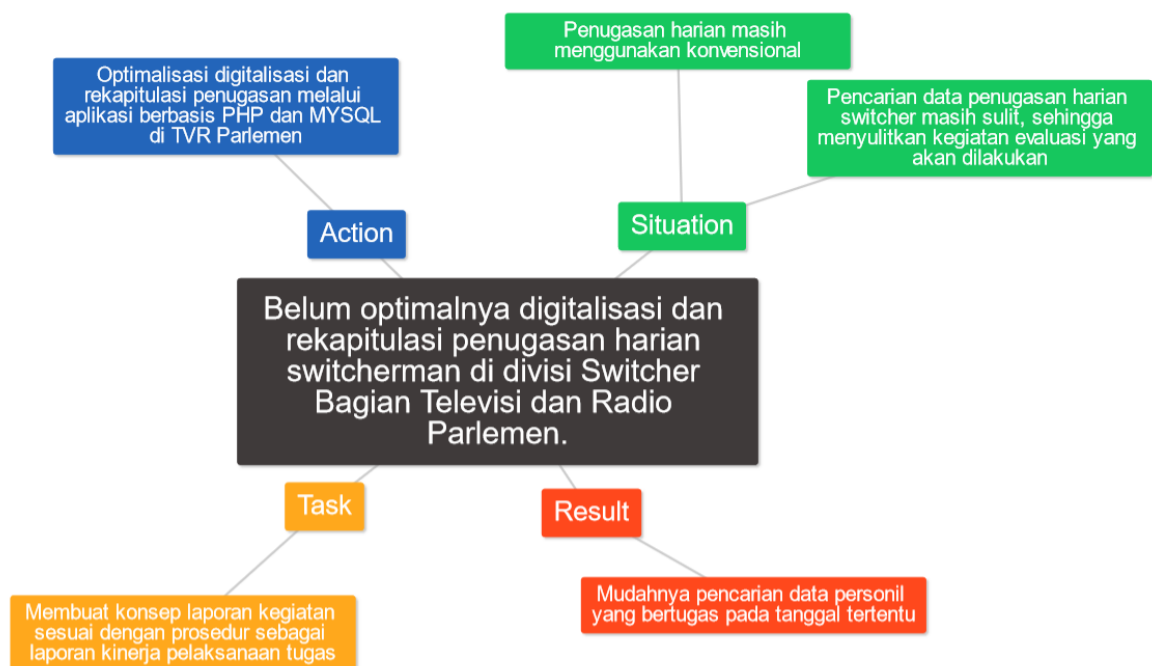 Penugasan harian masih
menggunakan konvensional
Optimalisasi digitalisasi dan
rekapitulasi penugasan melalui
aplikasi berbasis PHP dan MYSQL
di TVR Parlemen
Pencarian data penugasan harian
switcher masih sulit, sehingga
menyulitkan kegiatan evaluasi yang
akan dilakukan
Action
Situation
Belum optimalnya digitalisasi dan
rekapitulasi penugasan harian
switcherman di divisi Switcher
Bagian Televisi dan Radio
Parlemen.
Task
Result
Mudahnya pencarian data personil
yang bertugas pada tanggal tertentu
Membuat konsep laporan kegiatan
sesuai dengan prosedur sebagai
laporan kinerja pelaksanaan tugas